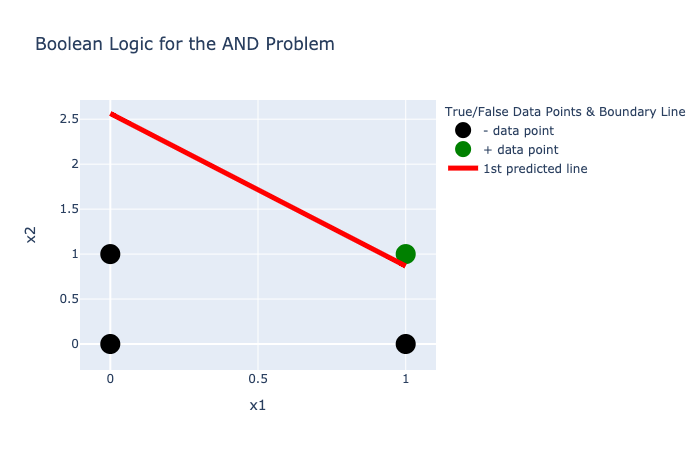 Boolean Logic for the AND Problem
True/False Data Points & Boundary Line
- data point
+ data point
1st predicted line
2.5
2
1.5
1
0.5
0
x2
0
0.5
1
x1